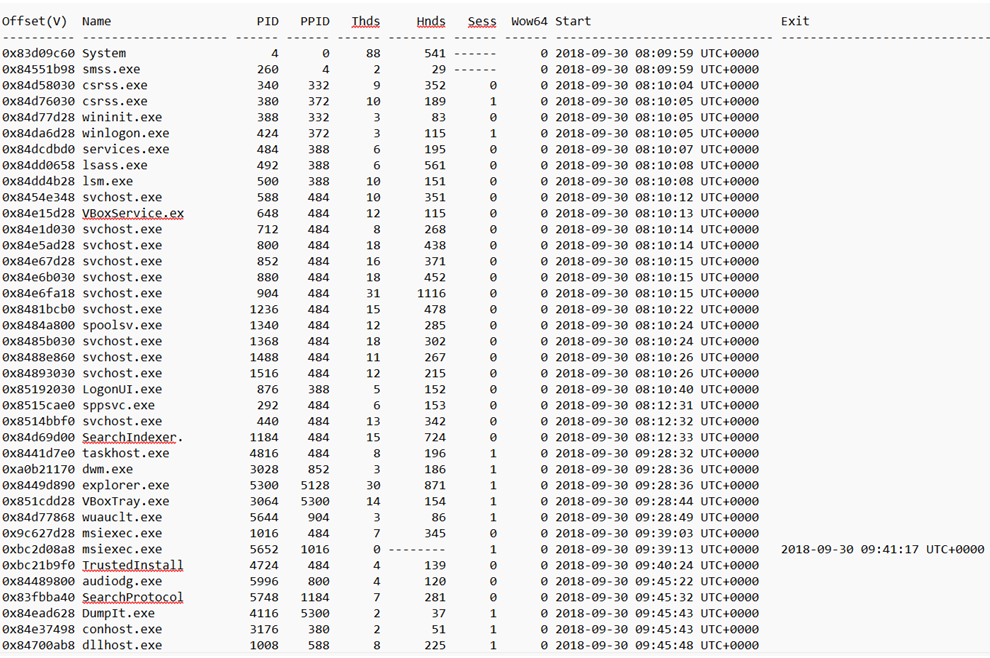 Offset(V) Name PID PPID Thds Hnds Sess Wow64 Start Exit
---------- -------------------- ------ ------ ------ -------- ------ ------ ------------------------------ ------------------------------
0x83d09c60 System 4 0 88 541 ------ 0 2018-09-30 08:09:59 UTC+0000
0x84551b98 smss.exe 260 4 2 29 ------ 0 2018-09-30 08:09:59 UTC+0000
0x84d58030 csrss.exe 340 332 9 352 0 0 2018-09-30 08:10:04 UTC+0000
0x84d76030 csrss.exe 380 372 10 189 1 0 2018-09-30 08:10:05 UTC+0000
0x84d77d28 wininit.exe 388 332 3 83 0 0 2018-09-30 08:10:05 UTC+0000
0x84da6d28 winlogon.exe 424 372 3 115 1 0 2018-09-30 08:10:05 UTC+0000
0x84dcdbd0 services.exe 484 388 6 195 0 0 2018-09-30 08:10:07 UTC+0000
0x84dd0658 lsass.exe 492 388 6 561 0 0 2018-09-30 08:10:08 UTC+0000
0x84dd4b28 lsm.exe 500 388 10 151 0 0 2018-09-30 08:10:08 UTC+0000
0x8454e348 svchost.exe 588 484 10 351 0 0 2018-09-30 08:10:12 UTC+0000
0x84e15d28 VBoxService.ex 648 484 12 115 0 0 2018-09-30 08:10:13 UTC+0000
0x84e1d030 svchost.exe 712 484 8 268 0 0 2018-09-30 08:10:14 UTC+0000
0x84e5ad28 svchost.exe 800 484 18 438 0 0 2018-09-30 08:10:14 UTC+0000
0x84e67d28 svchost.exe 852 484 16 371 0 0 2018-09-30 08:10:15 UTC+0000
0x84e6b030 svchost.exe 880 484 18 452 0 0 2018-09-30 08:10:15 UTC+0000
0x84e6fa18 svchost.exe 904 484 31 1116 0 0 2018-09-30 08:10:15 UTC+0000
0x8481bcb0 svchost.exe 1236 484 15 478 0 0 2018-09-30 08:10:22 UTC+0000
0x8484a800 spoolsv.exe 1340 484 12 285 0 0 2018-09-30 08:10:24 UTC+0000
0x8485b030 svchost.exe 1368 484 18 302 0 0 2018-09-30 08:10:24 UTC+0000
0x8488e860 svchost.exe 1488 484 11 267 0 0 2018-09-30 08:10:26 UTC+0000
0x84893030 svchost.exe 1516 484 12 215 0 0 2018-09-30 08:10:26 UTC+0000
0x85192030 LogonUI.exe 876 388 5 152 0 0 2018-09-30 08:10:40 UTC+0000
0x8515cae0 sppsvc.exe 292 484 6 153 0 0 2018-09-30 08:12:31 UTC+0000
0x8514bbf0 svchost.exe 440 484 13 342 0 0 2018-09-30 08:12:32 UTC+0000
0x84d69d00 SearchIndexer. 1184 484 15 724 0 0 2018-09-30 08:12:33 UTC+0000
0x8441d7e0 taskhost.exe 4816 484 8 196 1 0 2018-09-30 09:28:32 UTC+0000
0xa0b21170 dwm.exe 3028 852 3 186 1 0 2018-09-30 09:28:36 UTC+0000
0x8449d890 explorer.exe 5300 5128 30 871 1 0 2018-09-30 09:28:36 UTC+0000
0x851cdd28 VBoxTray.exe 3064 5300 14 154 1 0 2018-09-30 09:28:44 UTC+0000
0x84d77868 wuauclt.exe 5644 904 3 86 1 0 2018-09-30 09:28:49 UTC+0000
0x9c627d28 msiexec.exe 1016 484 7 345 0 0 2018-09-30 09:39:03 UTC+0000
0xbc2d08a8 msiexec.exe 5652 1016 0 -------- 1 0 2018-09-30 09:39:13 UTC+0000 2018-09-30 09:41:17 UTC+0000
0xbc21b9f0 TrustedInstall 4724 484 4 139 0 0 2018-09-30 09:40:24 UTC+0000
0x84489800 audiodg.exe 5996 800 4 120 0 0 2018-09-30 09:45:22 UTC+0000
0x83fbba40 SearchProtocol 5748 1184 7 281 0 0 2018-09-30 09:45:32 UTC+0000
0x84ead628 DumpIt.exe 4116 5300 2 37 1 0 2018-09-30 09:45:43 UTC+0000
0x84e37498 conhost.exe 3176 380 2 51 1 0 2018-09-30 09:45:43 UTC+0000
0x84700ab8 dllhost.exe 1008 588 8 225 1 0 2018-09-30 09:45:48 UTC+0000